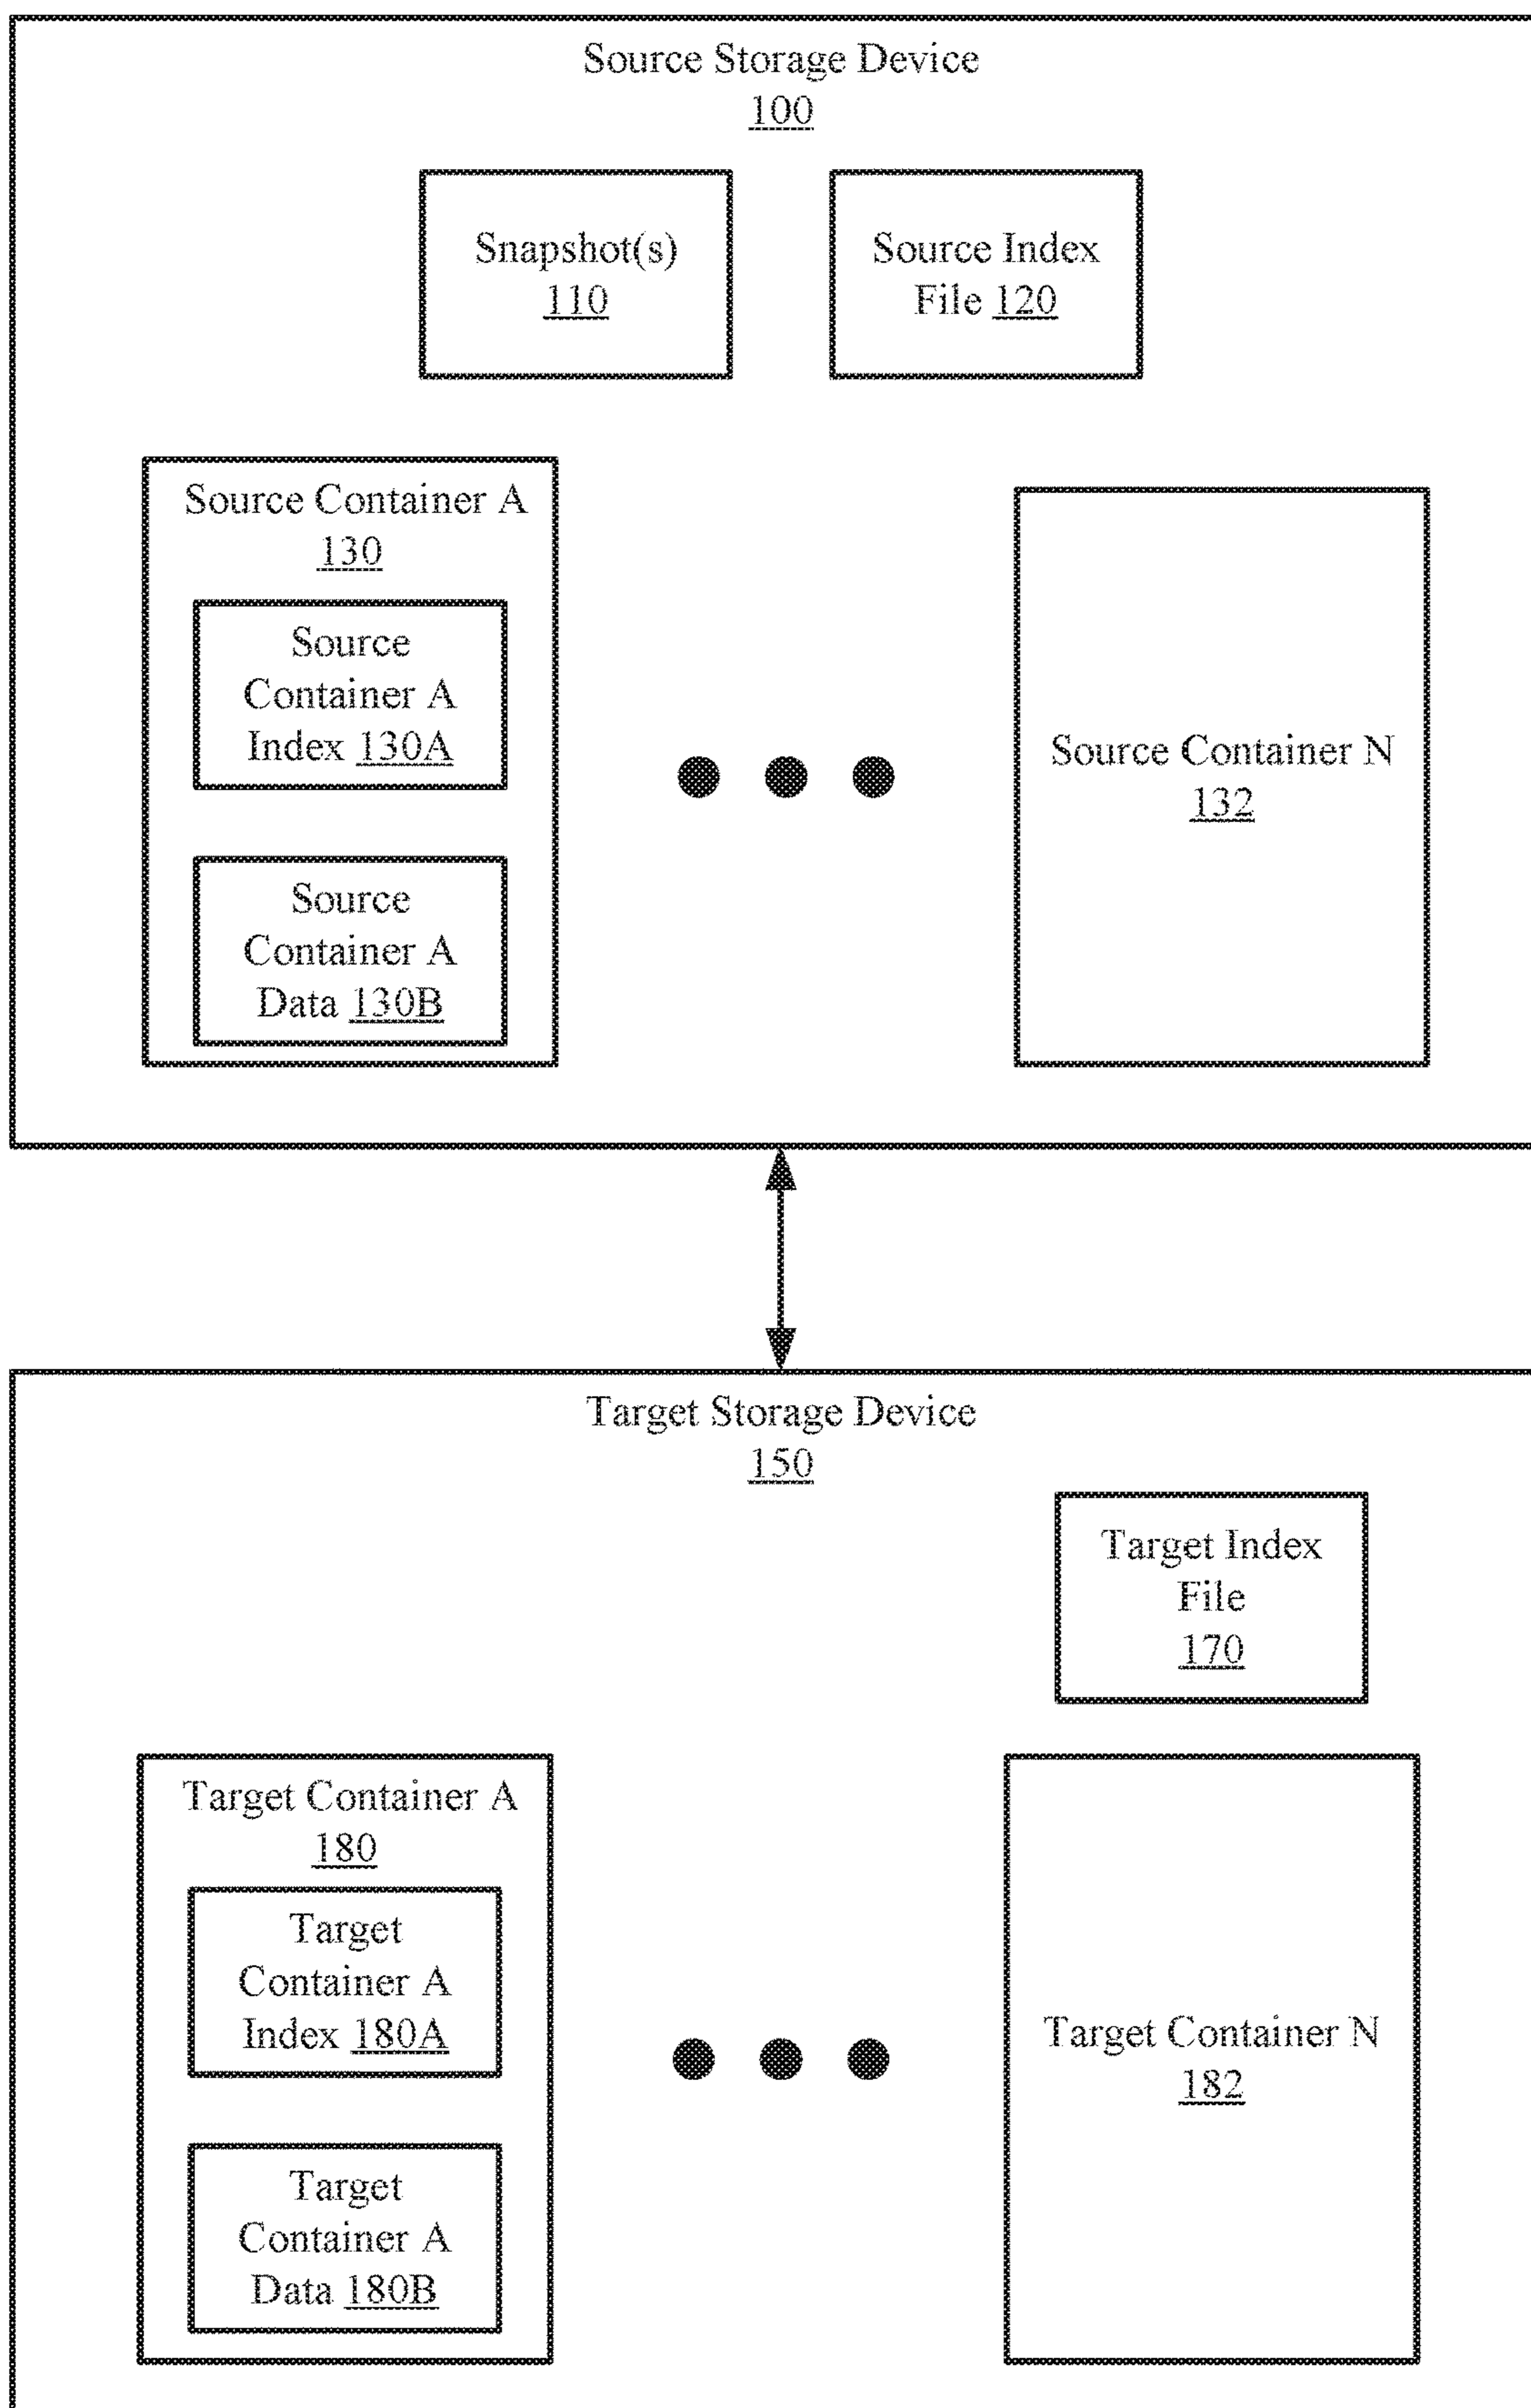 Source Storage Device
100
Snapshot(s)
110
Source Index
File 120
Source Container A
130
Source
Container A
Index 130A
Source
Container A
Data 130B
Source Container N
132
Target Storage Device
150
Target Index
File
170
Target Container A
180
Target
Container A
Index 180A
Target
Container A
Data 180B
Target Container N
182